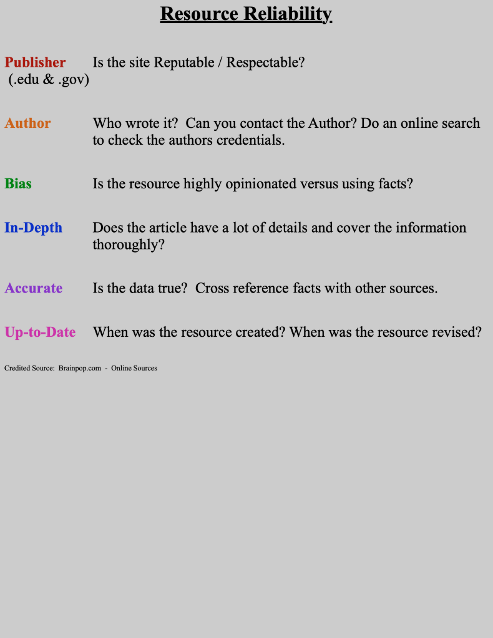 Resource Reliability
Publisher Is the site Reputable / Respectable?
(.edu & .gov)
Author Who wrote it?  Can you contact the Author? Do an online search
to check the authors credentials.
Bias Is the resource highly opinionated versus using facts?
In-Depth Does the article have a lot of details and cover the information
thoroughly?
Accurate Is the data true?  Cross reference facts with other sources.
Up-to-Date When was the resource created? When was the resource revised?
Credited Source:  Brainpop.com  -  Online Sources